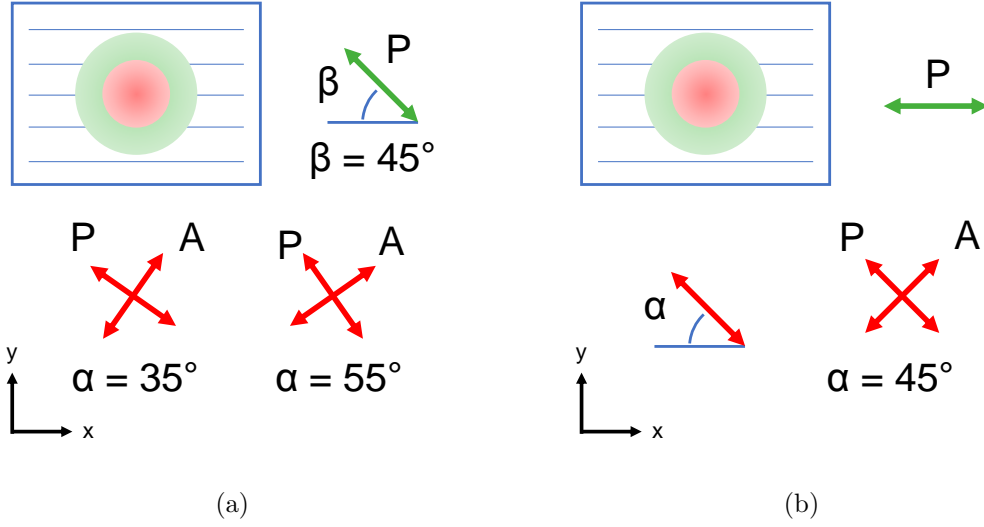 P
β
β = 45°
P A
P A
α = 35°
α = 55°
y
x
(a)
P
α
P A
α = 45°
y
x
(b)